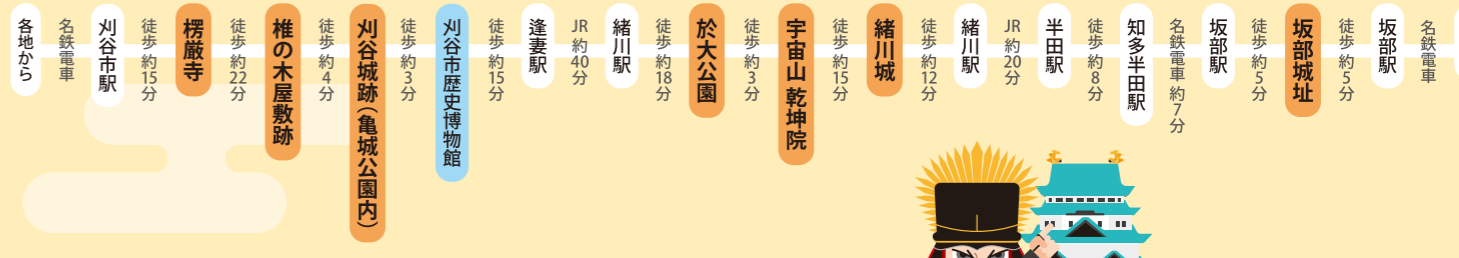 各地から
名鉄電車
刈谷市駅
徒歩 約15分
楞厳寺
徒歩 約22分
椎の木屋敷跡
徒歩 約4分
刈谷城跡（亀城公園内）
徒歩 約3分
刈谷市歴史博物館
徒歩 約15分
逢妻駅
JR 約40分
緒川駅
徒歩 約18分
於大公園
徒歩 約3分
宇宙山 乾坤院
徒歩 約15分
緒川城
徒歩 約12分
緒川駅
JR 約20分
半田駅
徒歩 約8分
知多半田駅
名鉄電車 約7分
坂部駅
徒歩 約5分
坂部城址
徒歩 約5分
坂部駅
名鉄電車